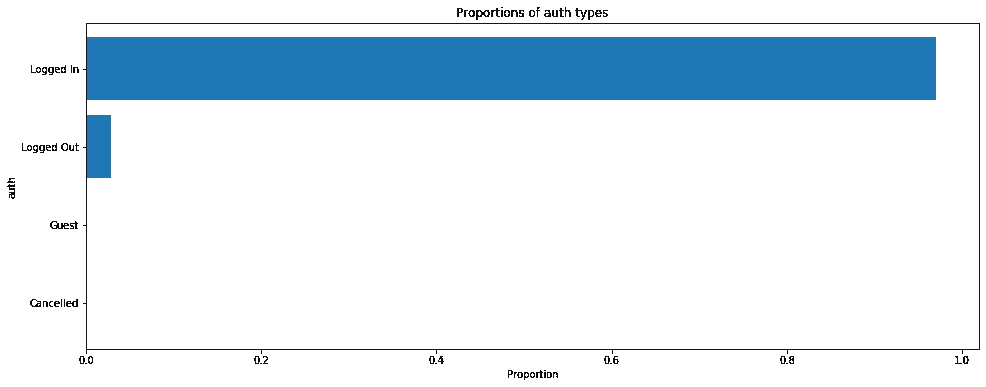 Proportions of auth types
Logged In
Logged Out
Guest
Cancelled
auth
0.0 0.2 0.4 0.6 0.8 1.0
Proportion